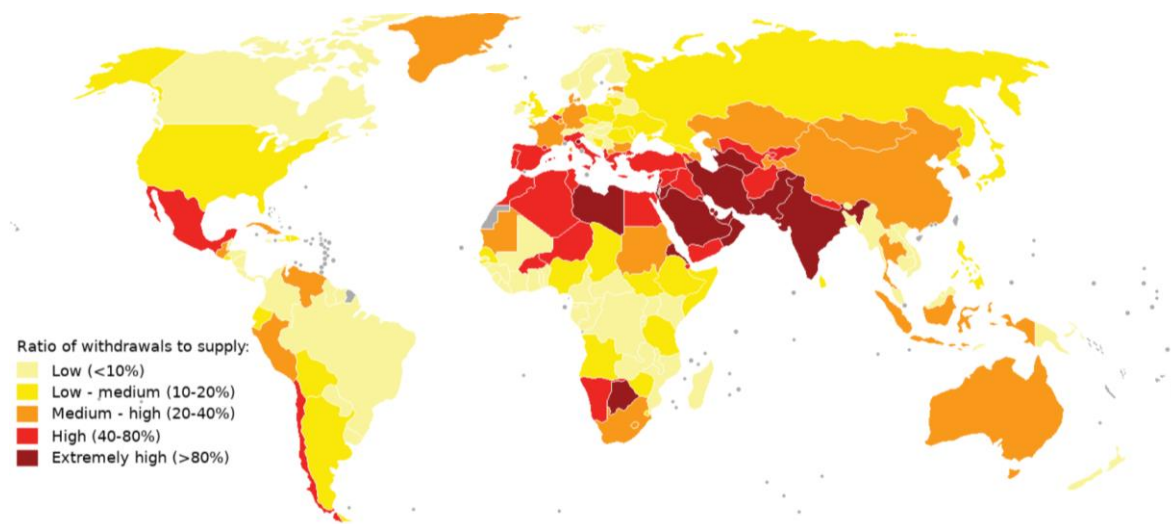 Ratio of withdrawals to supply:
Low (<10%)
Low - medium (10-20%)
Medium - high (20-40%)
High (40-80%)
Extremely high (>80%)